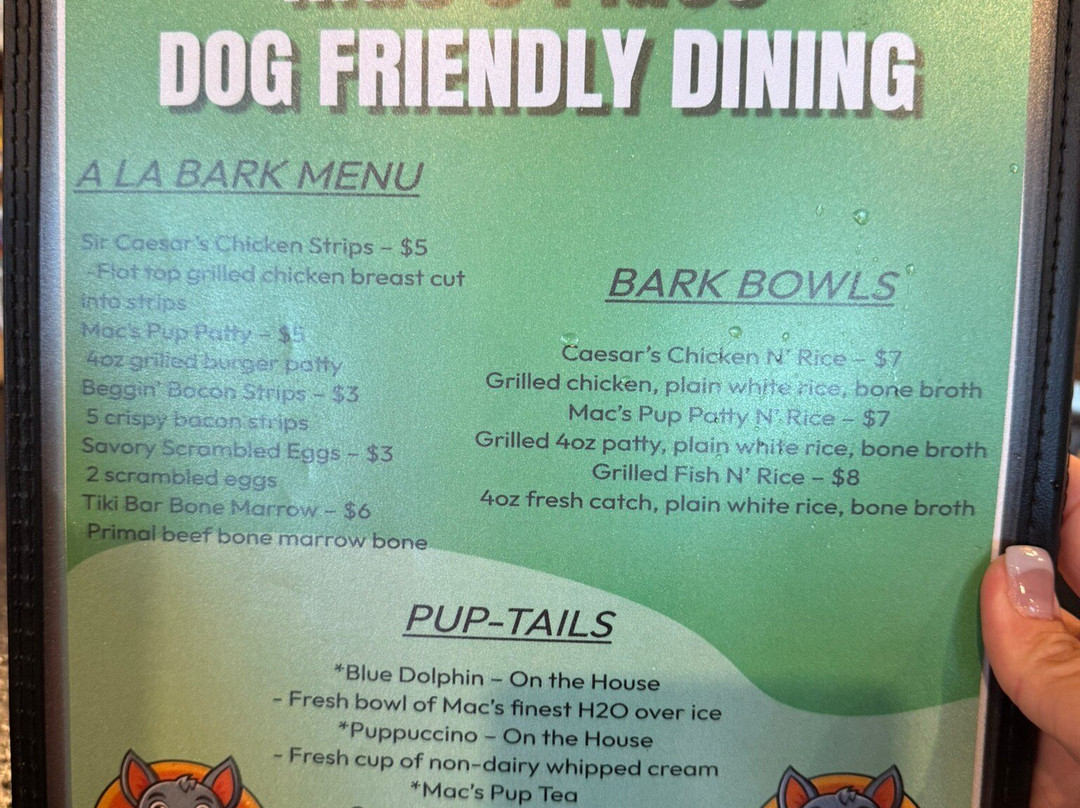 DOG FRIENDLY DINING
A LA BARK MENU
Sir Caesar's Chicken Strips – $5
-Flat top grilled chicken breast cut
into strips
Mac's Pup Patty – $5
4oz grilled burger patty
Beggin' Bacon Strips – $3
5 crispy bacon strips
Savory Scrambled Eggs – $3
2 scrambled eggs
Tiki Bar Bone Marrow – $6
Primal beef bone marrow bone
BARK BOWLS
Caesar's Chicken N' Rice – $7
Grilled chicken, plain white rice, bone broth
Mac's Pup Patty N' Rice – $7
Grilled 4oz patty, plain white rice, bone broth
Grilled Fish N' Rice – $8
4oz fresh catch, plain white rice, bone broth
PUP-TAILS
*Blue Dolphin – On the House
- Fresh bowl of Mac's finest H2O over ice
*Puppuccino – On the House
- Fresh cup of non-dairy whipped cream
*Mac's Pup Tea